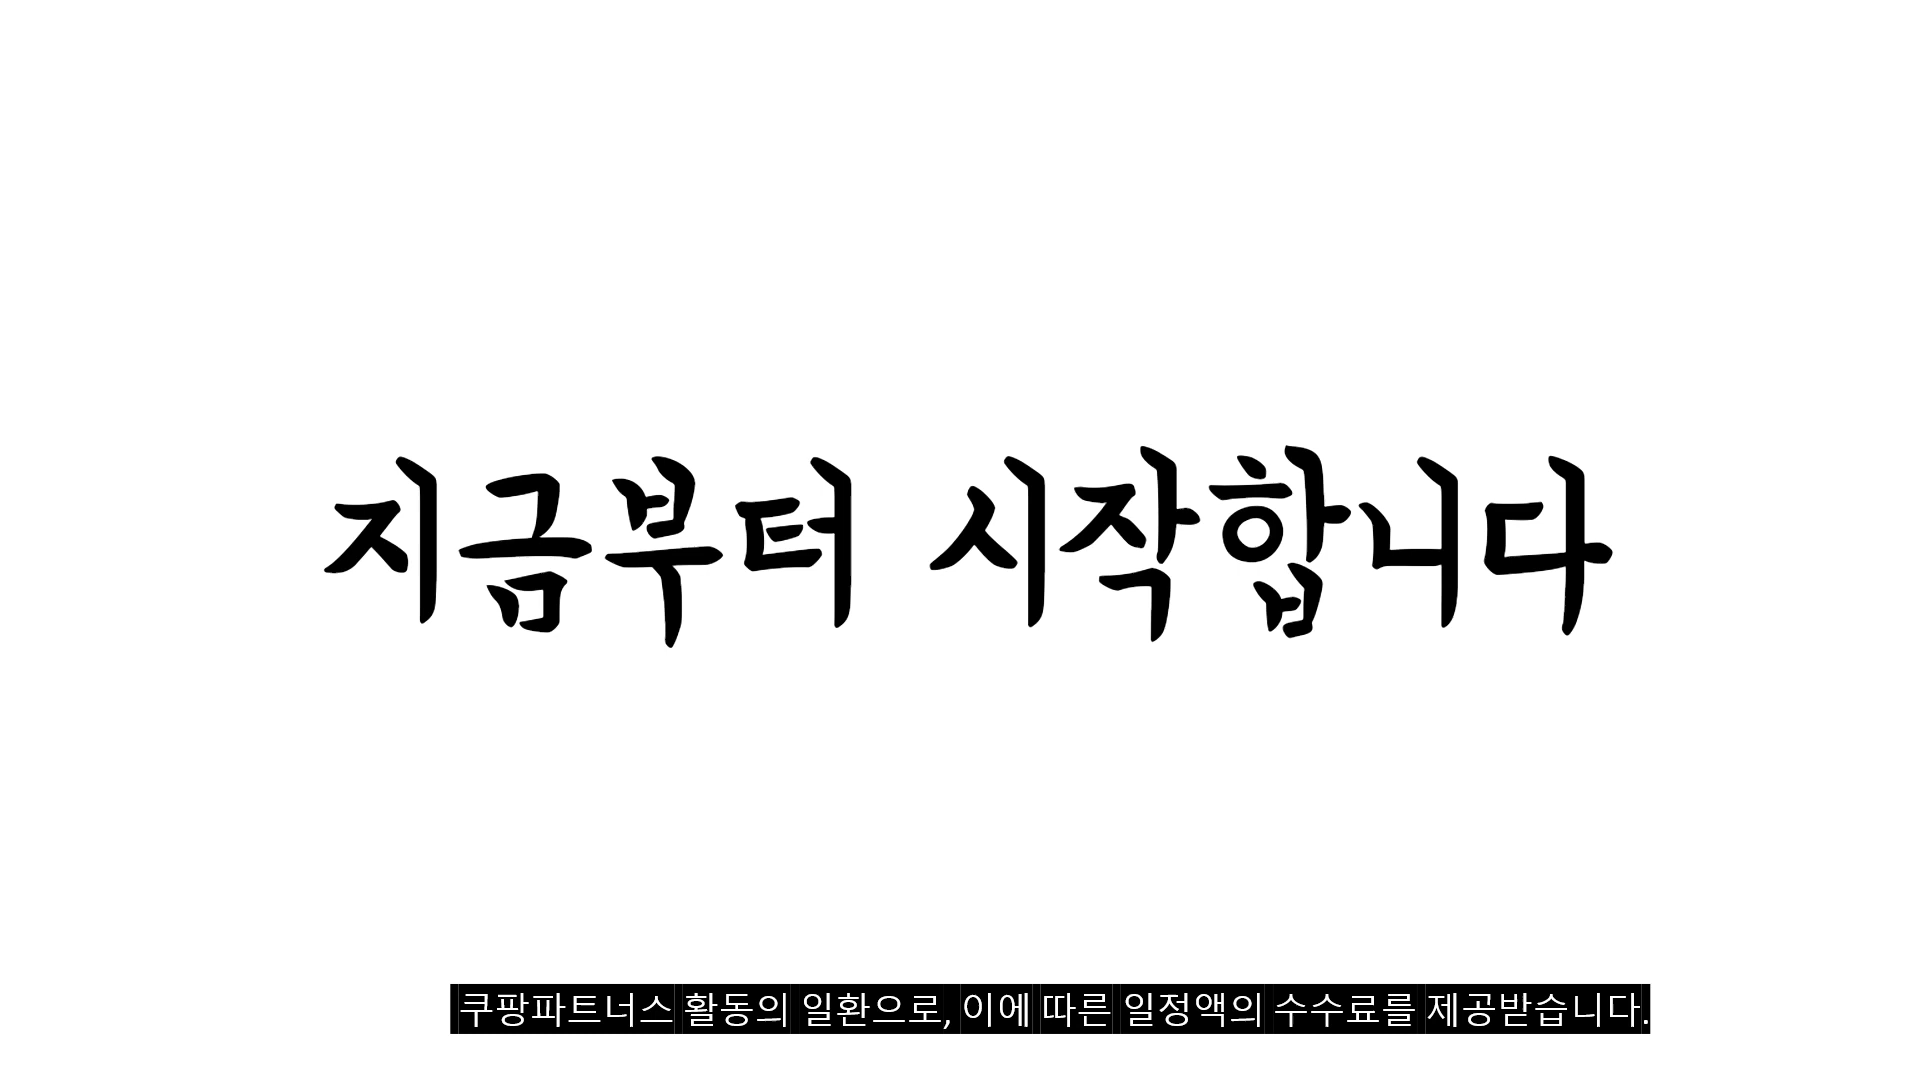 지금부터 시작합니다
쿠팡파트너스 활동의 일환으로, 이에 따른 일정액의 수수료를 제공받습니다.